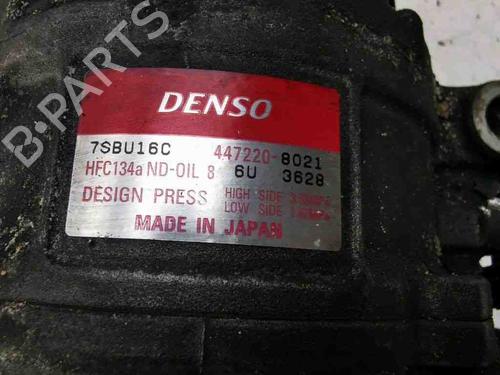 B-PARTS
DENSO
7SBU16C 447220-8021
HFC134a ND-OIL 8 6U 3628
DESIGN PRESS HIGH SIDE
LOW SIDE
MADE IN JAPAN